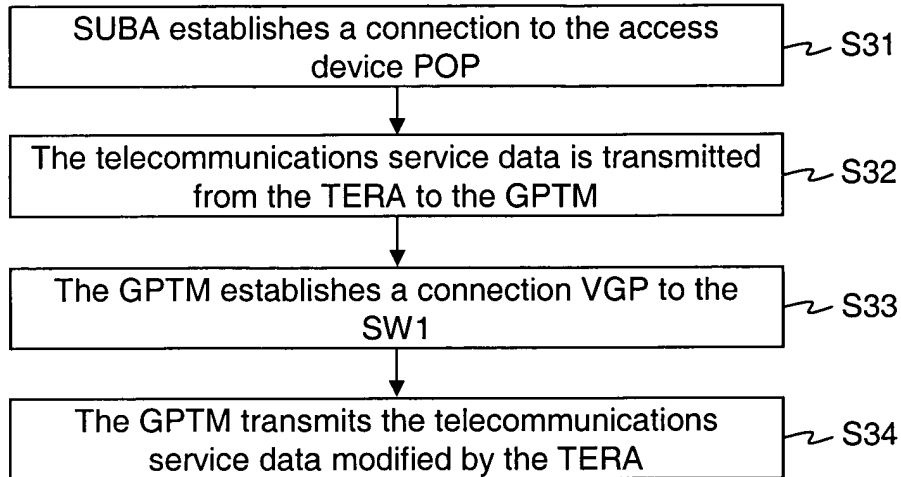 SUBA establishes a connection to the access
device POP
S31
The telecommunications service data is transmitted
from the TERA to the GPTM
S32
The GPTM establishes a connection VGP to the
SW1
S33
The GPTM transmits the telecommunications
service data modified by the TERA
S34